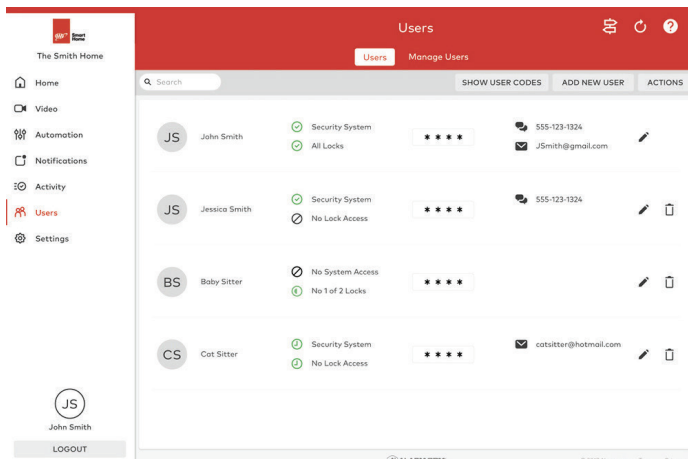 Smart
Home
The Smith Home
Home
Video
Automation
Notifications
Activity
Users
Settings
JS
John Smith
LOGOUT
Users
Users Manage Users
Search SHOW USER CODES ADD NEW USER ACTIONS
JS John Smith Security System **** 555-123-1324
All Locks JSmith@gmail.com
JS Jessica Smith Security System **** 555-123-1324
No Lock Access
BS Baby Sitter No System Access ****
No 1 of 2 Locks
CS Cat Sitter Security System **** catsitter@hotmail.com
No Lock Access